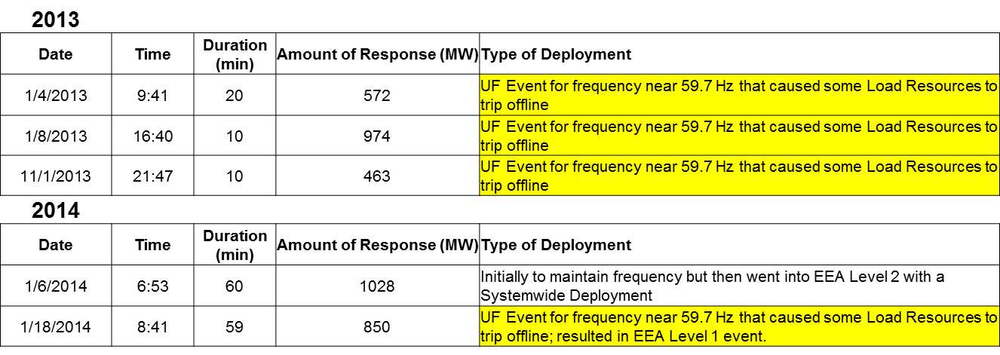 2013
Date Time Duration (min) Amount of Response (MW) Type of Deployment
1/4/2013 9:41 20 572 UF Event for frequency near 59.7 Hz that caused some Load Resources to
trip offline
1/8/2013 16:40 10 974 UF Event for frequency near 59.7 Hz that caused some Load Resources to
trip offline
11/1/2013 21:47 10 463 UF Event for frequency near 59.7 Hz that caused some Load Resources to
trip offline
2014
Date Time Duration (min) Amount of Response (MW) Type of Deployment
1/6/2014 6:53 60 1028 Initially to maintain frequency but then went into EEA Level 2 with a
Systemwide Deployment
1/18/2014 8:41 59 850 UF Event for frequency near 59.7 Hz that caused some Load Resources to
trip offline; resulted in EEA Level 1 event.